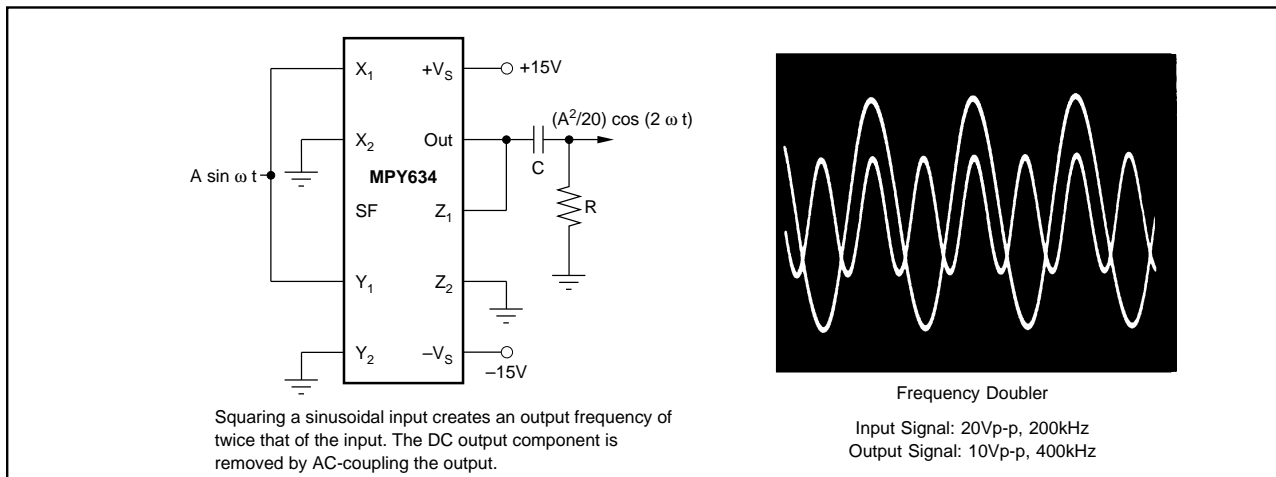 X1
+VS
+15V
X2
Out
(A2/20) cos (2 ω t)
A sin ω t
MPY634
C
SF
Z1
R
Y1
Z2
Y2
–VS
–15V
Squaring a sinusoidal input creates an output frequency of
twice that of the input. The DC output component is
removed by AC-coupling the output.
Frequency Doubler
Input Signal: 20Vp-p, 200kHz
Output Signal: 10Vp-p, 400kHz